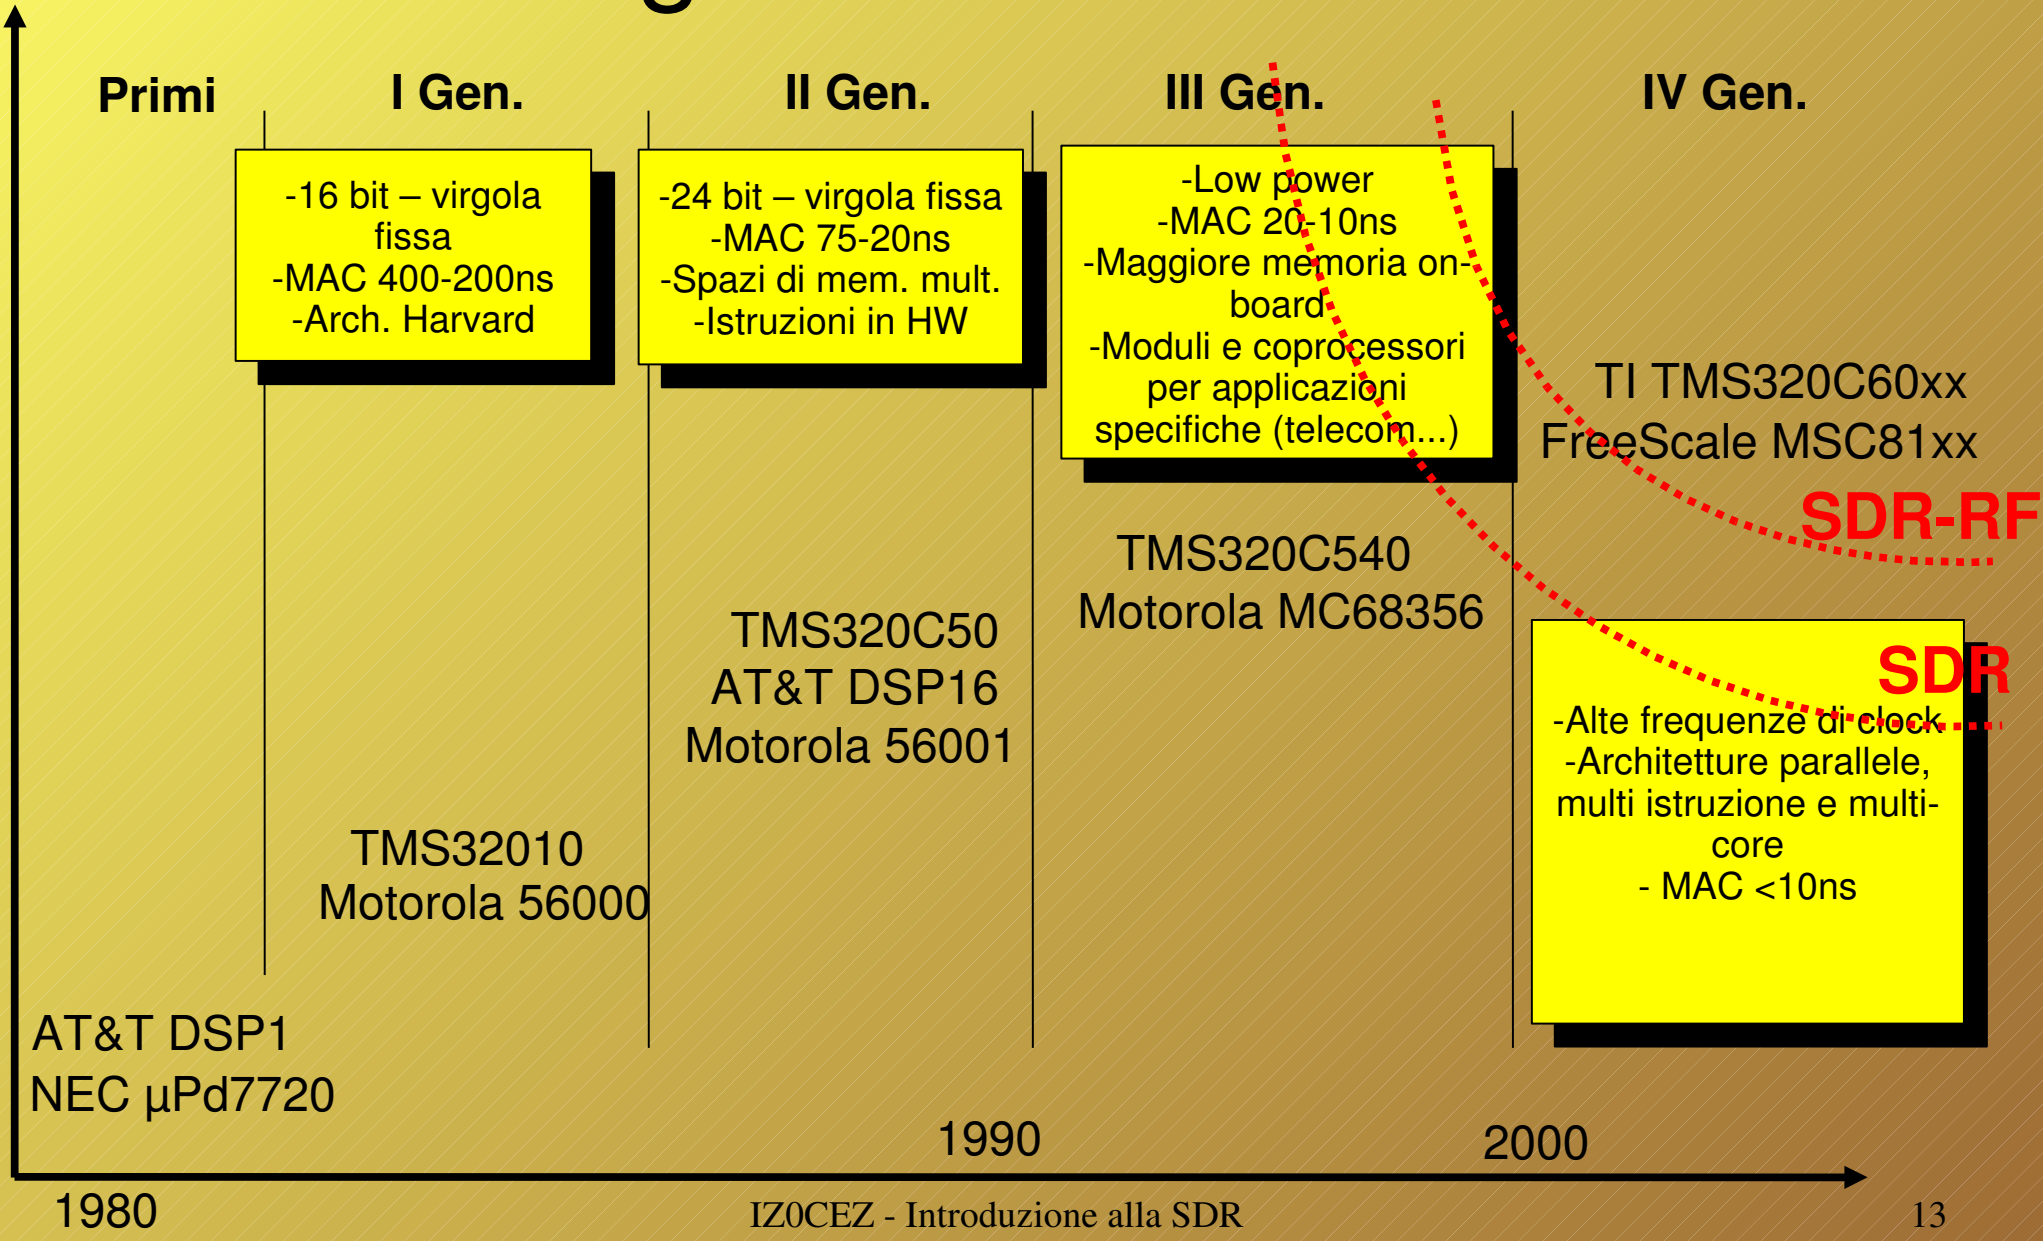 Primi
I Gen.
II Gen.
III Gen.
IV Gen.
-16 bit – virgola
fissa
-MAC 400-200ns
-Arch. Harvard
-24 bit – virgola fissa
-MAC 75-20ns
-Spazi di mem. mult.
-Istruzioni in HW
-Low power
-MAC 20-10ns
-Maggiore memoria on-
board
-Moduli e coprocessori
per applicazioni
specifiche (telecom...)
TI TMS320C60xx
FreeScale MSC81xx
SDR-RF
TMS320C540
Motorola MC68356
TMS320C50
AT&T DSP16
Motorola 56001
SDR
-Alte frequenze di clock
-Architetture parallele,
multi istruzione e multi-
core
- MAC <10ns
TMS32010
Motorola 56000
AT&T DSP1
NEC µPd7720
1990
2000
1980
IZ0CEZ - Introduzione alla SDR
13